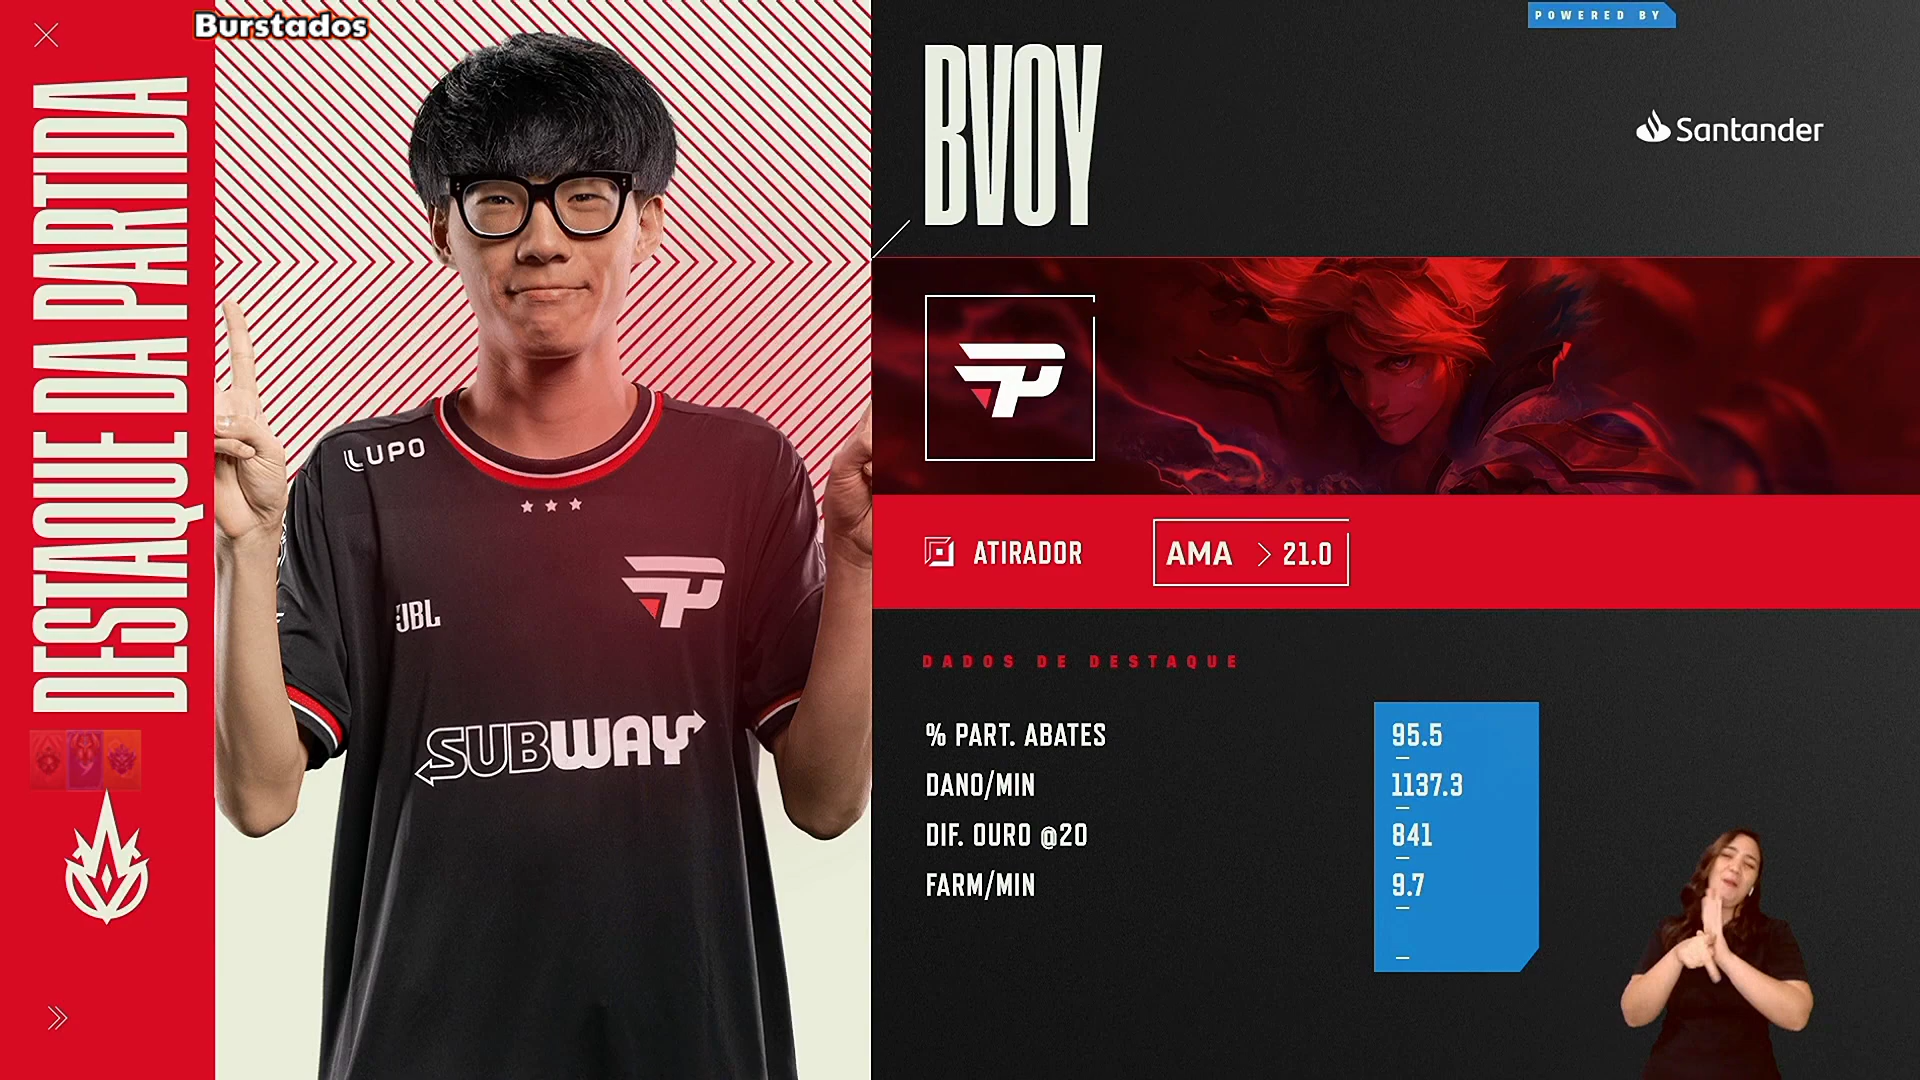 Burstados
DESTAQUE DA PARTIDA
LUPO
JBL
SUBWAY
POWERED BY
BVOY
Santander
ATIRADOR
AMA > 21.0
DADOS DE DESTAQUE
% PART. ABATES 95.5
DANO/MIN 1137.3
DIF. OURO @20 841
FARM/MIN 9.7